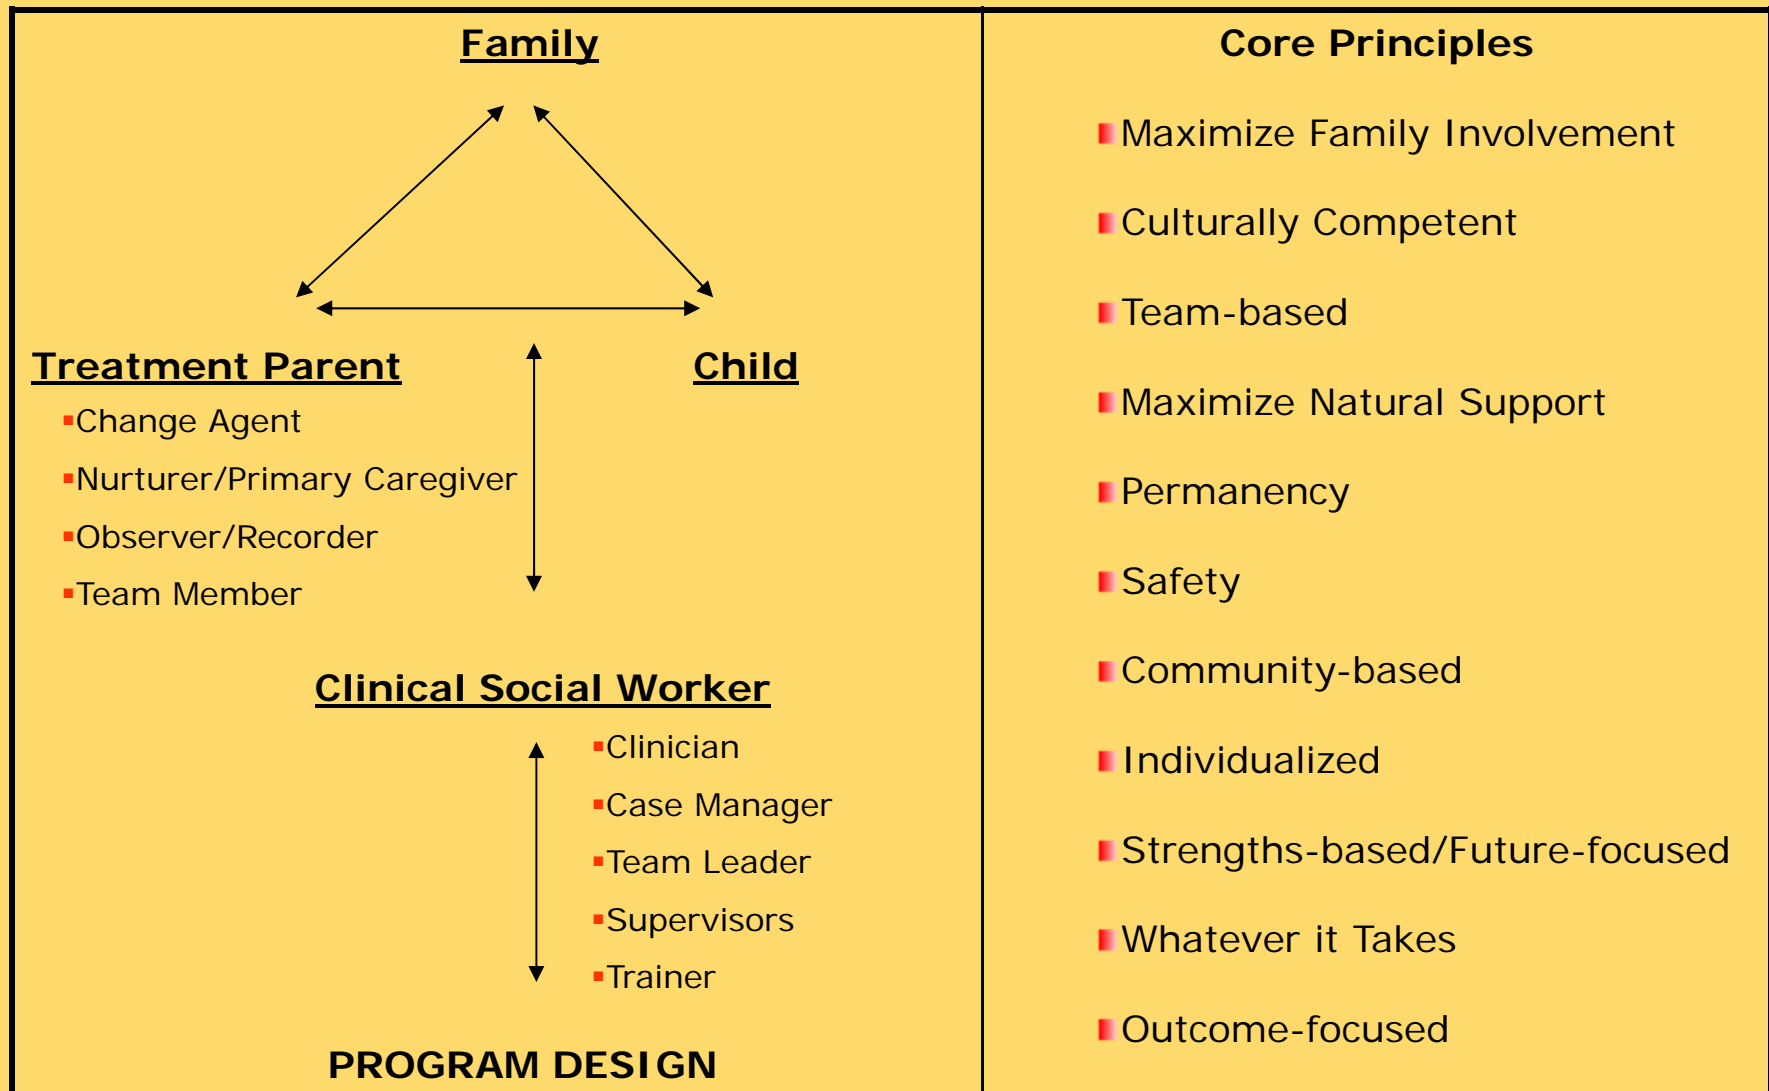 Family
Treatment Parent
Change Agent
Nurturer/Primary Caregiver
Observer/Recorder
Team Member
Child
Clinical Social Worker
Clinician
Case Manager
Team Leader
Supervisors
Trainer
PROGRAM DESIGN
Core Principles
Maximize Family Involvement
Culturally Competent
Team-based
Maximize Natural Support
Permanency
Safety
Community-based
Individualized
Strengths-based/Future-focused
Whatever it Takes
Outcome-focused